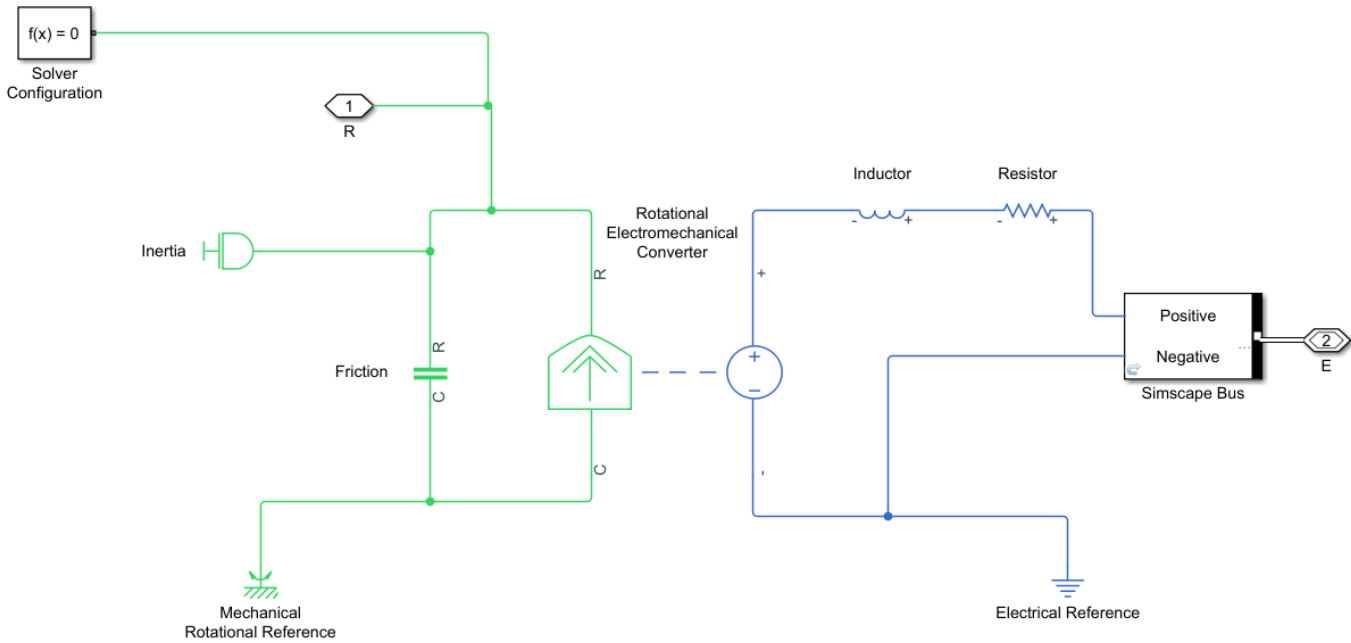 f(x) = 0
Solver
Configuration
1
R
Inductor
Resistor
-
+
-
+
Rotational
Electromechanical
Converter
Inertia
R
+
Positive
R
Friction
+
-
Negative
...
2
E
C
Simscape Bus
C
-
Mechanical
Rotational Reference
Electrical Reference